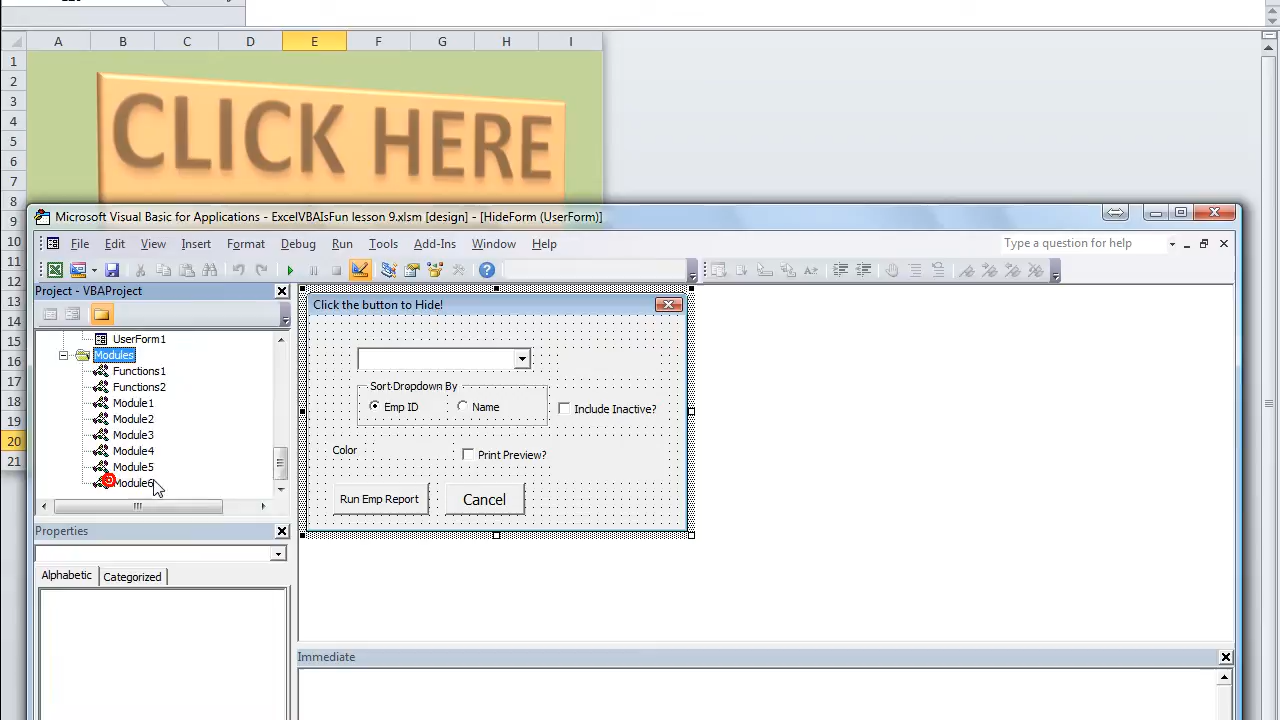 A B C D E F G H I
1
2
3
4
5
6
7
8
9
10
11
12
13
14
15
16
17
18
19
20
21
CLICK HERE
Microsoft Visual Basic for Applications - ExcelVBAIsFun lesson 9.xlsm [design] - [HideForm (UserForm)]
File Edit View Insert Format Debug Run Tools Add-Ins Window Help
Type a question for help
Project - VBAProject
UserForm1
Modules
Functions1
Functions2
Module1
Module2
Module3
Module4
Module5
Module6
Properties
Alphabetic Categorized
Click the button to Hide!
Sort Dropdown By
Emp ID Name
Include Inactive?
Color
Print Preview?
Run Emp Report Cancel
Immediate